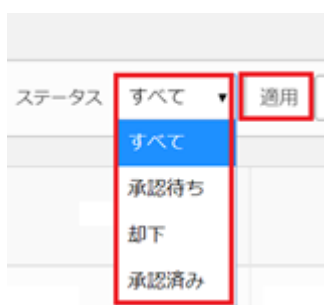 ステータス すべて ▼ 適用
すべて
承認待ち
却下
承認済み